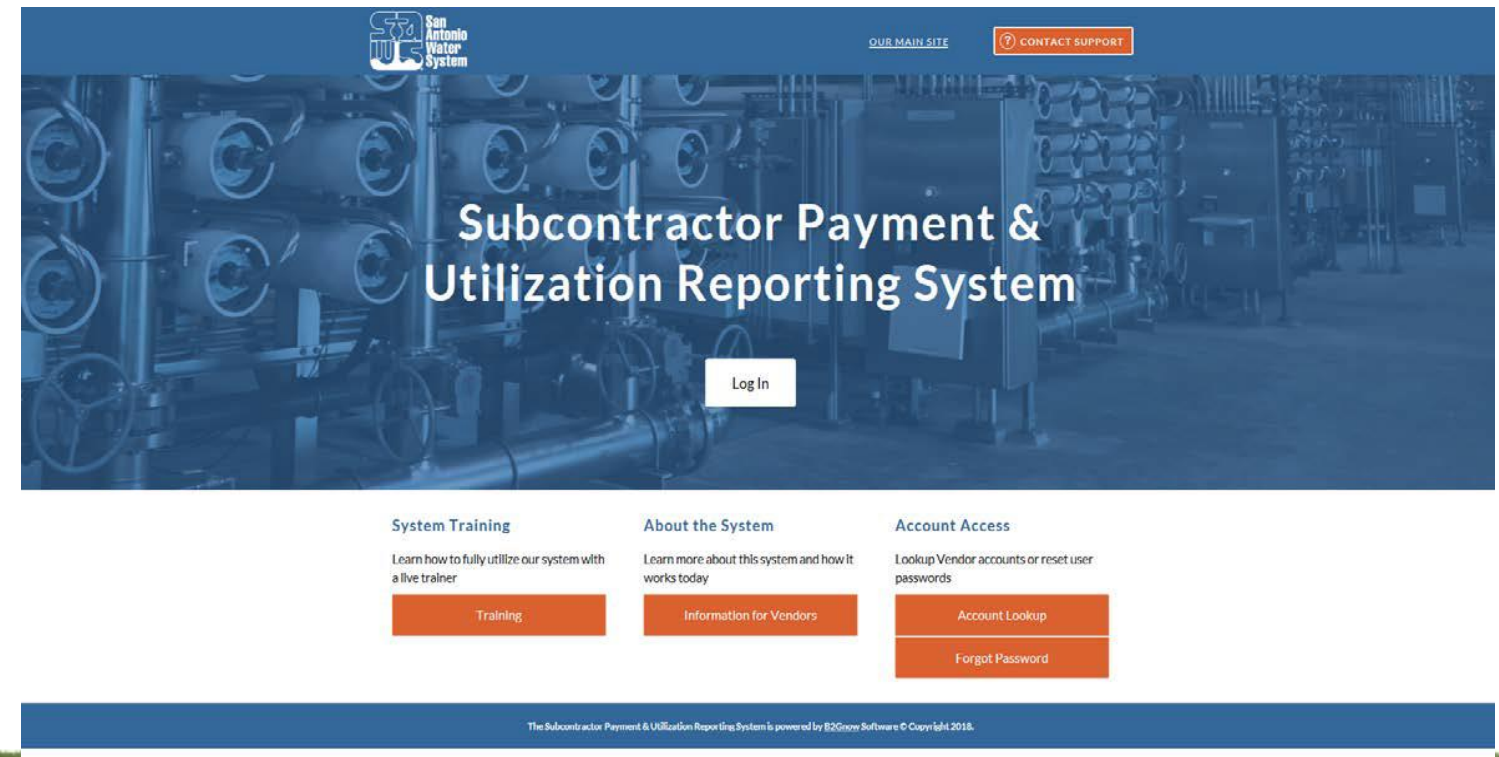 San
Antonio
Water
System
OUR MAIN SITE
? CONTACT SUPPORT
Subcontractor Payment &
Utilization Reporting System
Log In
System Training
Learn how to fully utilize our system with
a live trainer
Training
About the System
Learn more about this system and how it
works today
Information for Vendors
Account Access
Lookup Vendor accounts or reset user
passwords
Account Lookup
Forgot Password
The Subcontractor Payment & Utilization Reporting System is powered by B2Gnow Software © Copyright 2018.